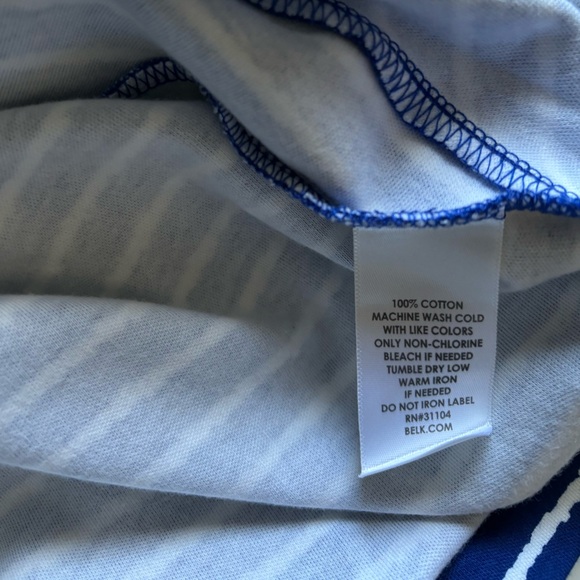 100% COTTON
MACHINE WASH COLD
WITH LIKE COLORS
ONLY NON-CHLORINE
BLEACH IF NEEDED
TUMBLE DRY LOW
WARM IRON
IF NEEDED
DO NOT IRON LABEL
RN#31104
BELK.COM